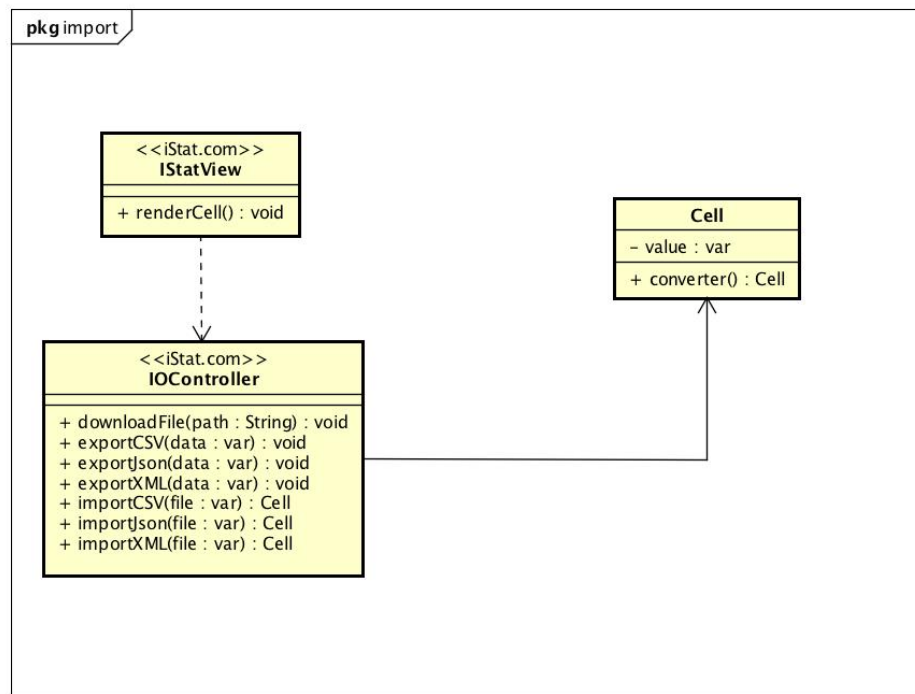 pkg import
<<iStat.com>>
IStatView
+ renderCell() : void
Cell
- value : var
+ converter() : Cell
<<iStat.com>>
IOController
+ downloadFile(path : String) : void
+ exportCSV(data : var) : void
+ exportJson(data : var) : void
+ exportXML(data : var) : void
+ importCSV(file : var) : Cell
+ importJson(file : var) : Cell
+ importXML(file : var) : Cell